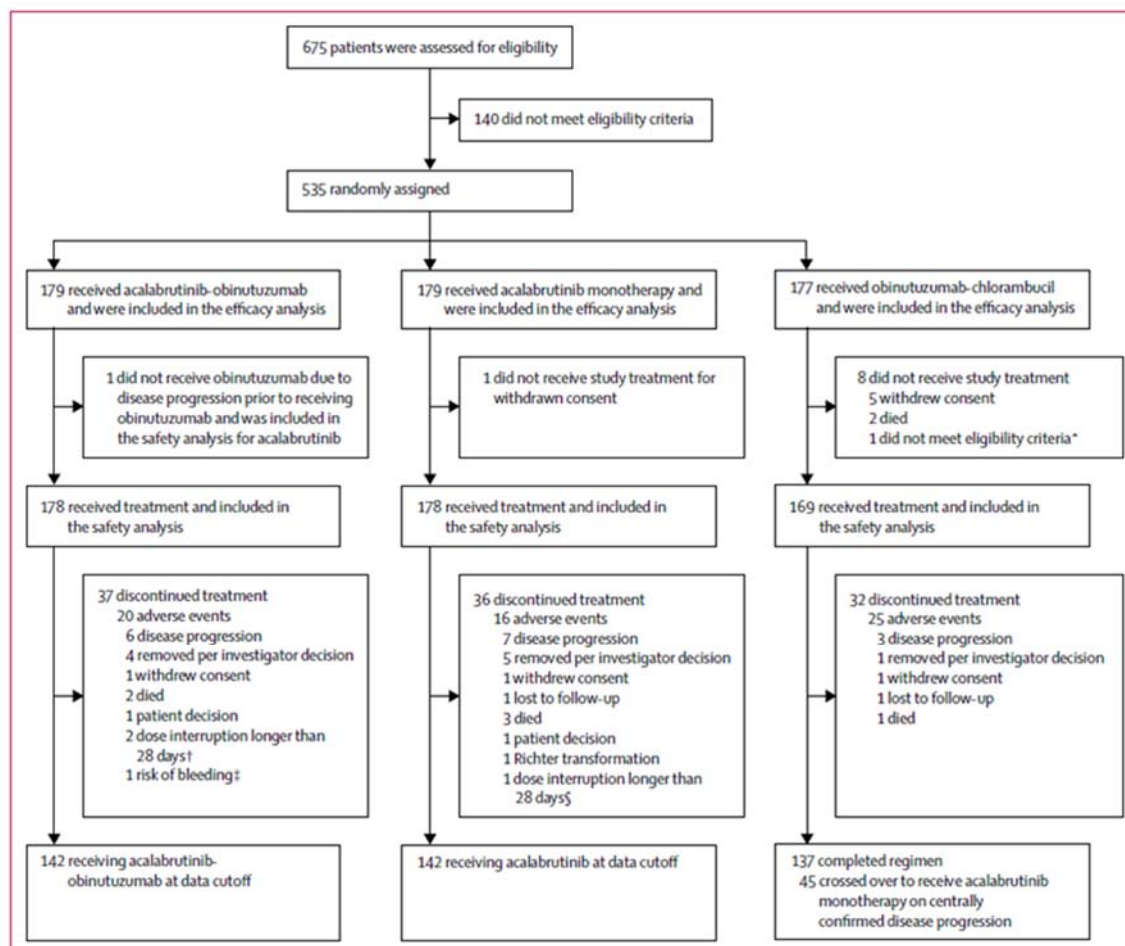 675 patients were assessed for eligibility
140 did not meet eligibility criteria
535 randomly assigned
179 received acalabrutinib-obinutuzumab
and were included in the efficacy analysis
179 received acalabrutinib monotherapy and
were included in the efficacy analysis
177 received obinutuzumab-chlorambucil
and were included in the efficacy analysis
1 did not receive obinutuzumab due to
disease progression prior to receiving
obinutuzumab and was included in
the safety analysis for acalabrutinib
1 did not receive study treatment for
withdrawn consent
8 did not receive study treatment
5 withdrew consent
2 died
1 did not meet eligibility criteria*
178 received treatment and included in
the safety analysis
178 received treatment and included in
the safety analysis
169 received treatment and included in
the safety analysis
37 discontinued treatment
20 adverse events
6 disease progression
4 removed per investigator decision
1 withdrew consent
2 died
1 patient decision
2 dose interruption longer than
28 days†
1 risk of bleeding‡
36 discontinued treatment
16 adverse events
7 disease progression
5 removed per investigator decision
1 withdrew consent
1 lost to follow-up
3 died
1 patient decision
1 Richter transformation
1 dose interruption longer than
28 days§
32 discontinued treatment
25 adverse events
3 disease progression
1 removed per investigator decision
1 withdrew consent
1 lost to follow-up
1 died
142 receiving acalabrutinib-
obinutuzumab at data cutoff
142 receiving acalabrutinib at data cutoff
137 completed regimen
45 crossed over to receive acalabrutinib
monotherapy on centrally
confirmed disease progression